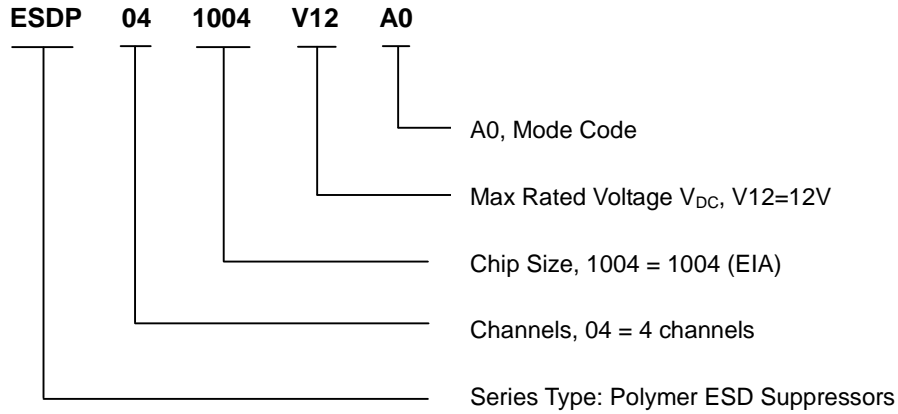 ESDP 04 1004 V12 A0
A0, Mode Code
Max Rated Voltage VDC, V12=12V
Chip Size, 1004 = 1004 (EIA)
Channels, 04 = 4 channels
Series Type: Polymer ESD Suppressors